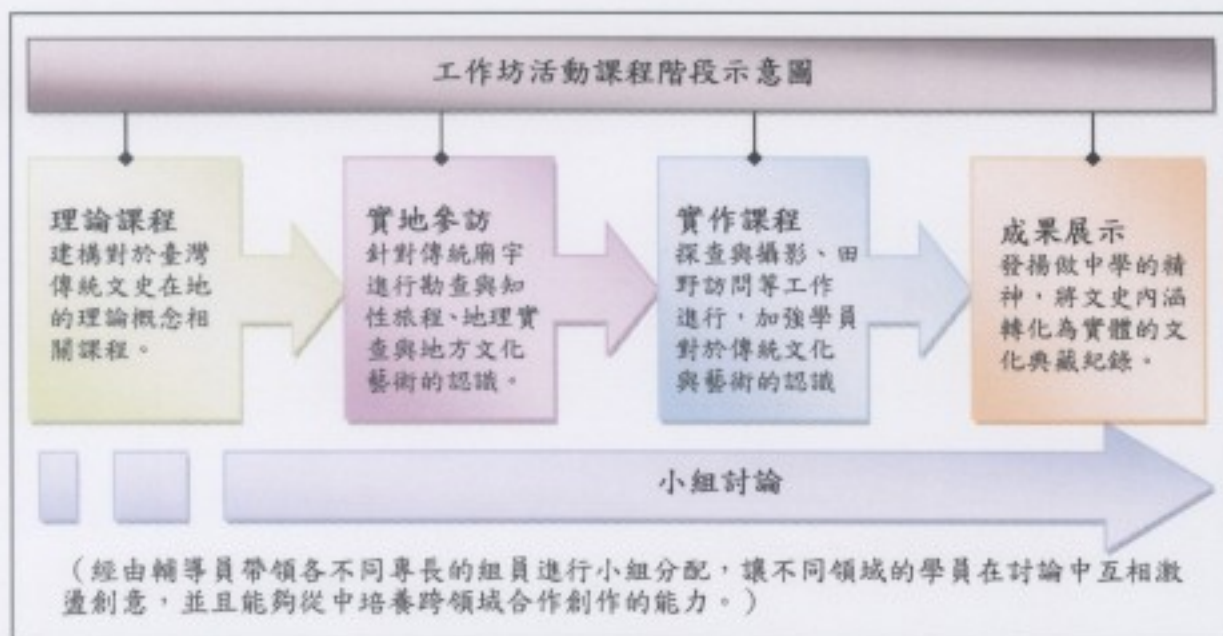 工作坊活動課程階段示意圖
理論課程
建構對於臺灣
傳統文史在地
的理論概念相
關課程。
實地參訪
針對傳統廟宇
進行勘查與知
性旅程、地理實
查與地方文化
藝術的認識。
實作課程
探查與攝影、田
野訪問等工作
進行，加強學員
對於傳統文化
與藝術的認識
成果展示
發揚做中學的精
神，將文史內涵
轉化為實體的文
化典藏紀錄。
小組討論
（經由輔導員帶領各不同專長的組員進行小組分配，讓不同領域的學員在討論中互相激
盪創意，並且能夠從中培養跨領域合作創作的能力。）